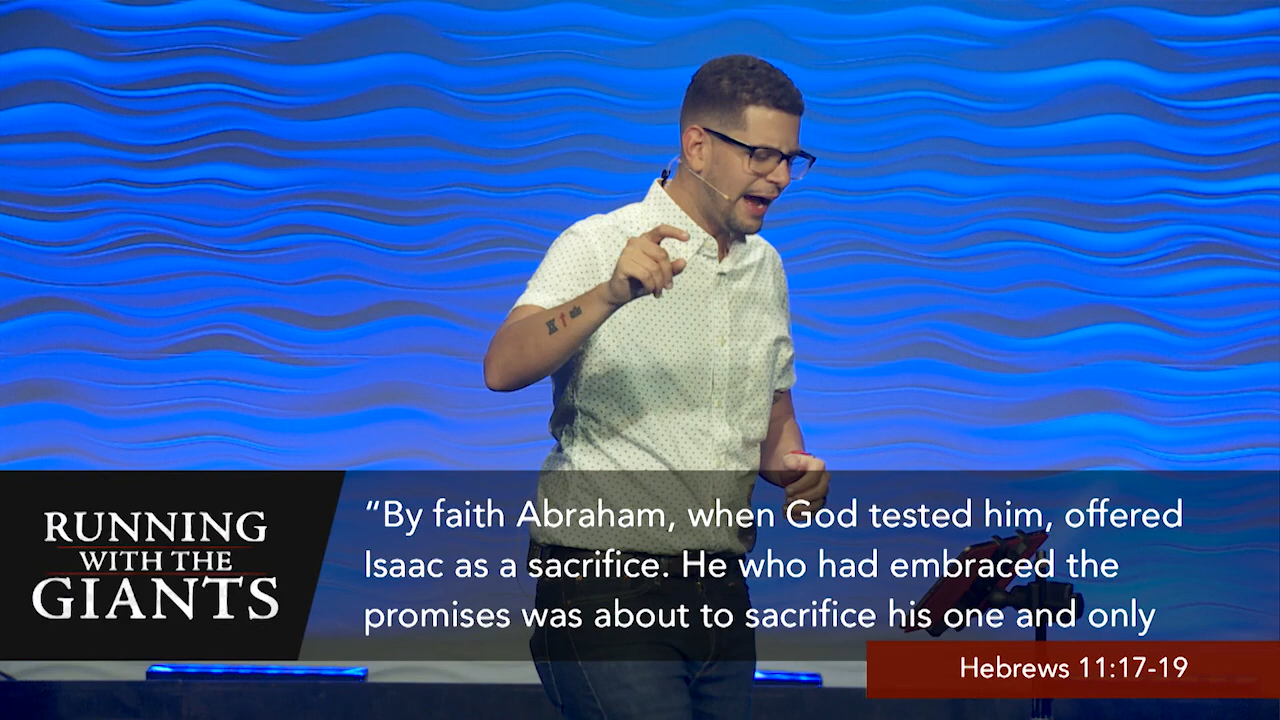 RUNNING
WITH THE
GIANTS
“By faith Abraham, when God tested him, offered
Isaac as a sacrifice. He who had embraced the
promises was about to sacrifice his one and only
Hebrews 11:17-19